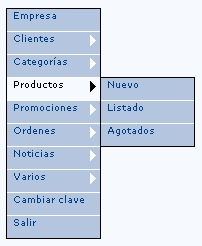 Empresa
Clientes
Categorías
Productos
Nuevo
Promociones
Listado
Ordenes
Agotados
Noticias
Varios
Cambiar clave
Salir